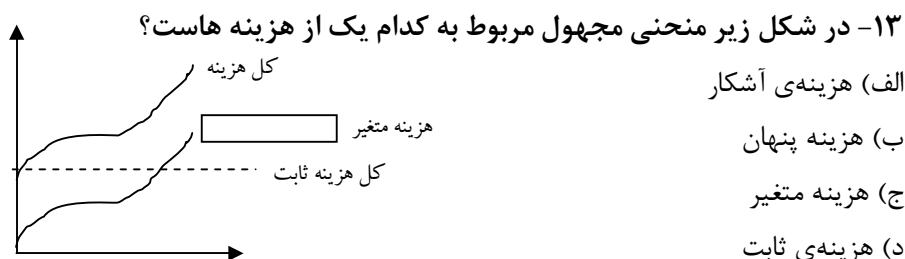 ۱۳- در شکل زیر منحنی مجهول مربوط به کدام یک از هزینه هاست؟
کل هزینه
الف) هزینه‌ی آشکار
هزینه متغیر
ب) هزینه پنهان
کل هزینه ثابت
ج) هزینه متغیر
د) هزینه‌ی ثابت